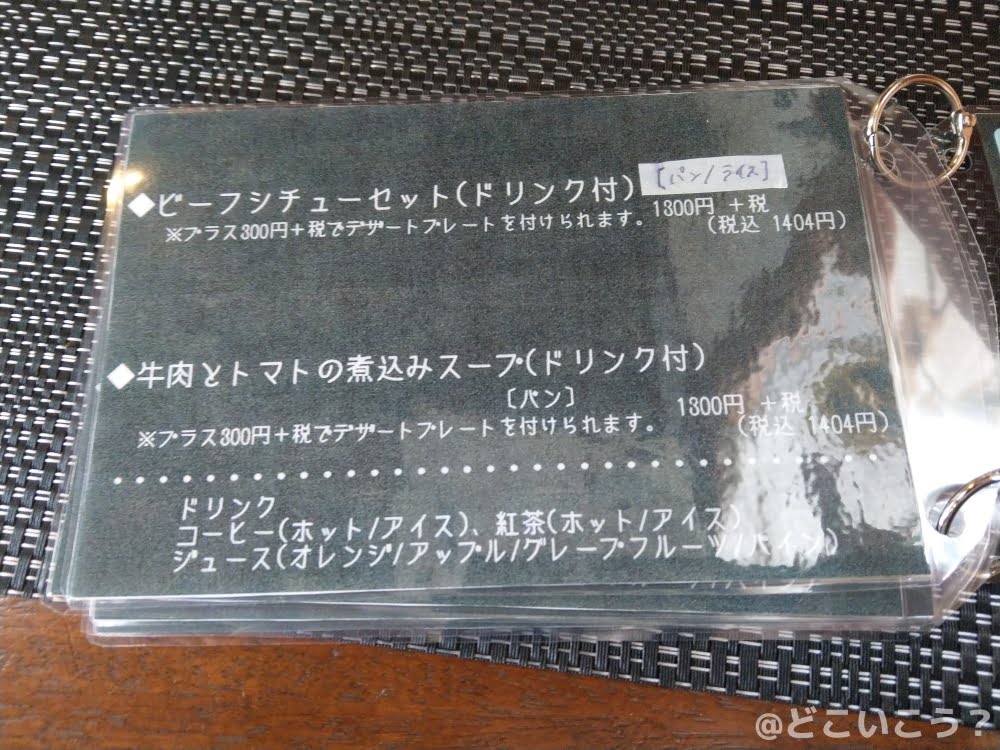 [パン/ライス]
◆ビーフシチューセット(ドリンク付)
1300円 +税
※プラス300円+税でデザートプレートを付けられます。 (税込 1404円)
◆牛肉とトマトの煮込みスープ(ドリンク付)
[パン] 1300円 +税
※プラス300円+税でデザートプレートを付けられます。 (税込 1404円)
ドリンク
コーヒー(ホット/アイス)、紅茶(ホット/アイス)
ジュース(オレンジ/アップル/グレープフルーツ/パイン)
@どこいこう?